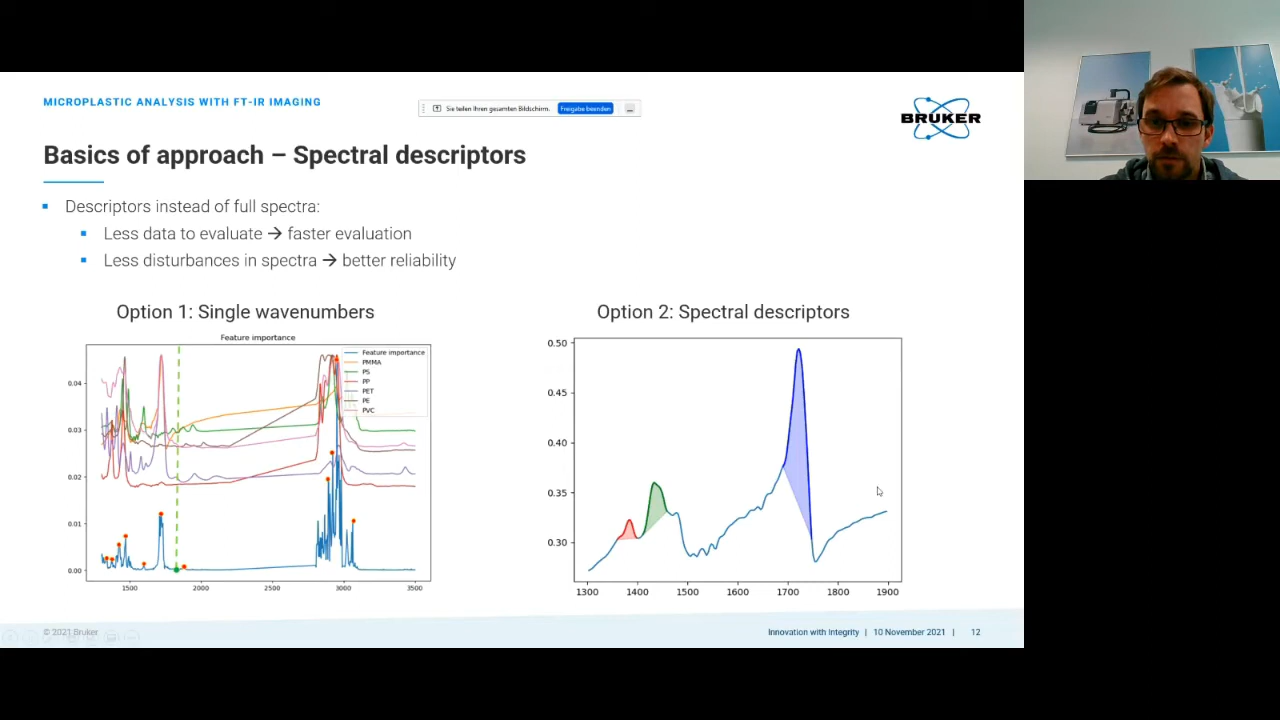 MICROPLASTIC ANALYSIS WITH FT-IR IMAGING
Sie teilen Ihren gesamten Bildschirm.
Freigabe beenden
BRUKER
Basics of approach – Spectral descriptors
Descriptors instead of full spectra:
Less data to evaluate → faster evaluation
Less disturbances in spectra → better reliability
Option 1: Single wavenumbers
Feature importance
Feature importance
PMMA
PS
PP
PET
PE
PVC
0.04
0.03
0.02
0.01
0.00
1500 2000 2500 3000 3500
Option 2: Spectral descriptors
0.50
0.45
0.40
0.35
0.30
1300 1400 1500 1600 1700 1800 1900
© 2021 Bruker
Innovation with Integrity | 10 November 2021 | 12